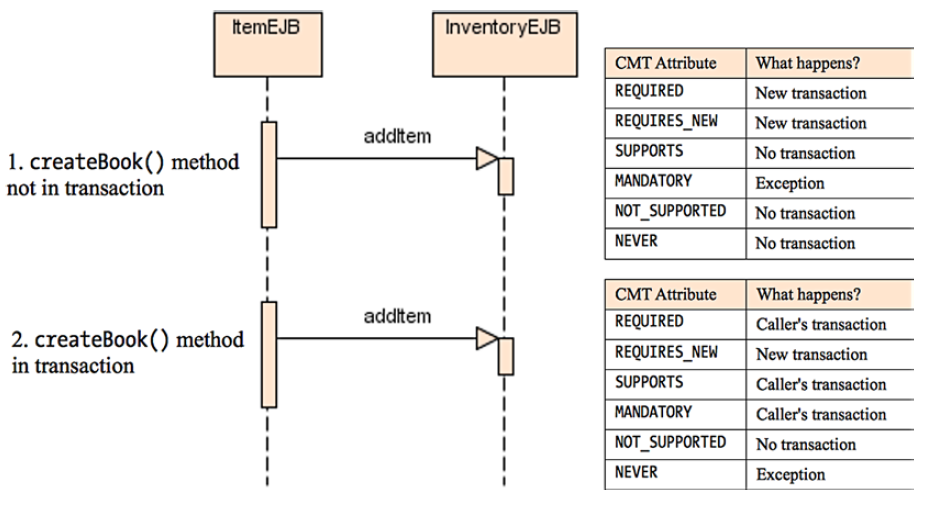 ItemEJB
InventoryEJB
1. createBook() method
not in transaction
addItem
CMT Attribute What happens?
REQUIRED New transaction
REQUIRES_NEW New transaction
SUPPORTS No transaction
MANDATORY Exception
NOT_SUPPORTED No transaction
NEVER No transaction
2. createBook() method
in transaction
addItem
CMT Attribute What happens?
REQUIRED Caller's transaction
REQUIRES_NEW New transaction
SUPPORTS Caller's transaction
MANDATORY Caller's transaction
NOT_SUPPORTED No transaction
NEVER Exception